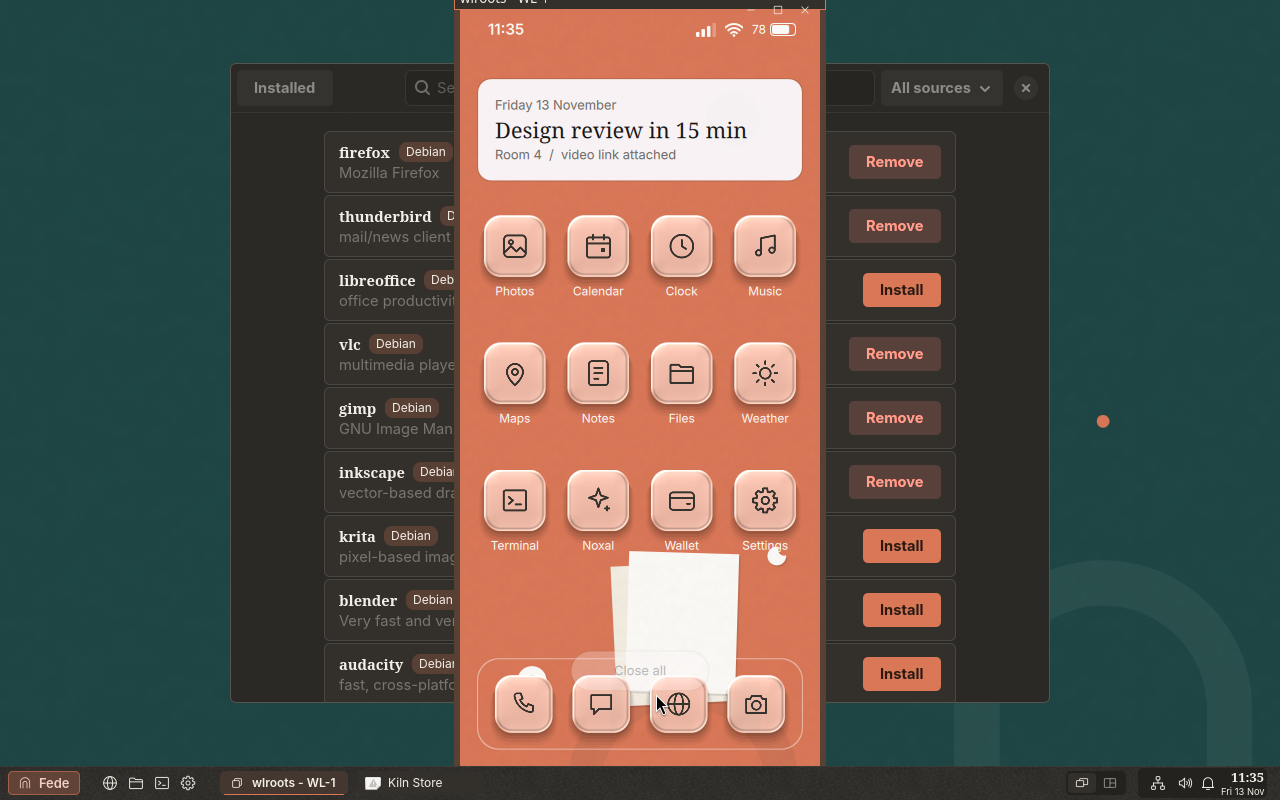 wlroots - WL-1
11:35
78
Installed
Se
All sources
Friday 13 November
Design review in 15 min
Room 4 / video link attached
firefox Debian
Mozilla Firefox
Remove
thunderbird D
mail/news client
Remove
libreoffice Deb
office productivit
Install
vlc Debian
multimedia playe
Remove
gimp Debian
GNU Image Man
Remove
inkscape Debia
vector-based dra
Remove
krita Debian
pixel-based imag
Install
blender Debian
Very fast and ver
Install
audacity Debian
fast, cross-platfo
Install
Photos Calendar Clock Music
Maps Notes Files Weather
Terminal Noxal Wallet Settings
Close all
Fede
wlroots - WL-1
Kiln Store
11:35
Fri 13 Nov